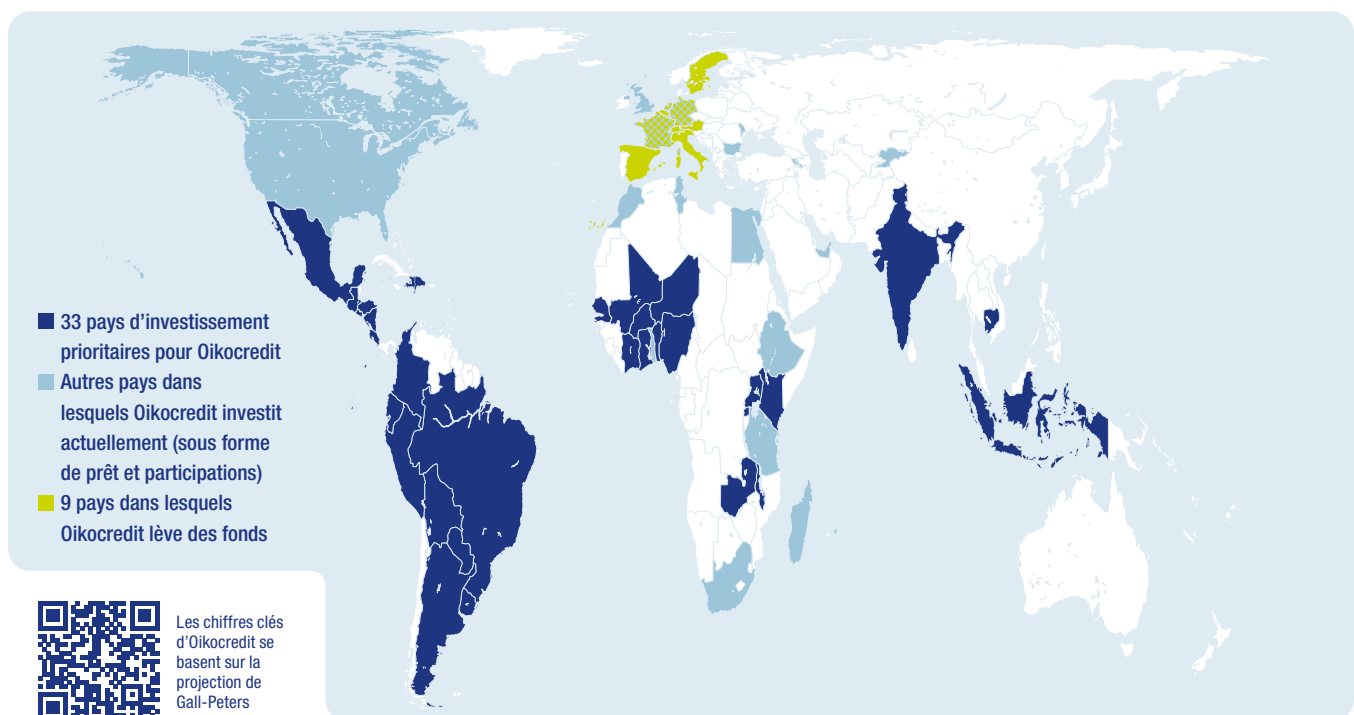 33 pays d’investissement
prioritaires pour Oikocredit
Autres pays dans
lesquels Oikocredit investit
actuellement (sous forme
de prêt et participations)
9 pays dans lesquels
Oikocredit lève des fonds
Les chiffres clés
d’Oikocredit se
basent sur la
projection de
Gall-Peters